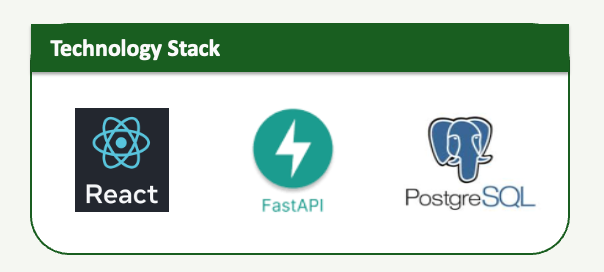 Technology Stack
React
FastAPI
PostgreSQL